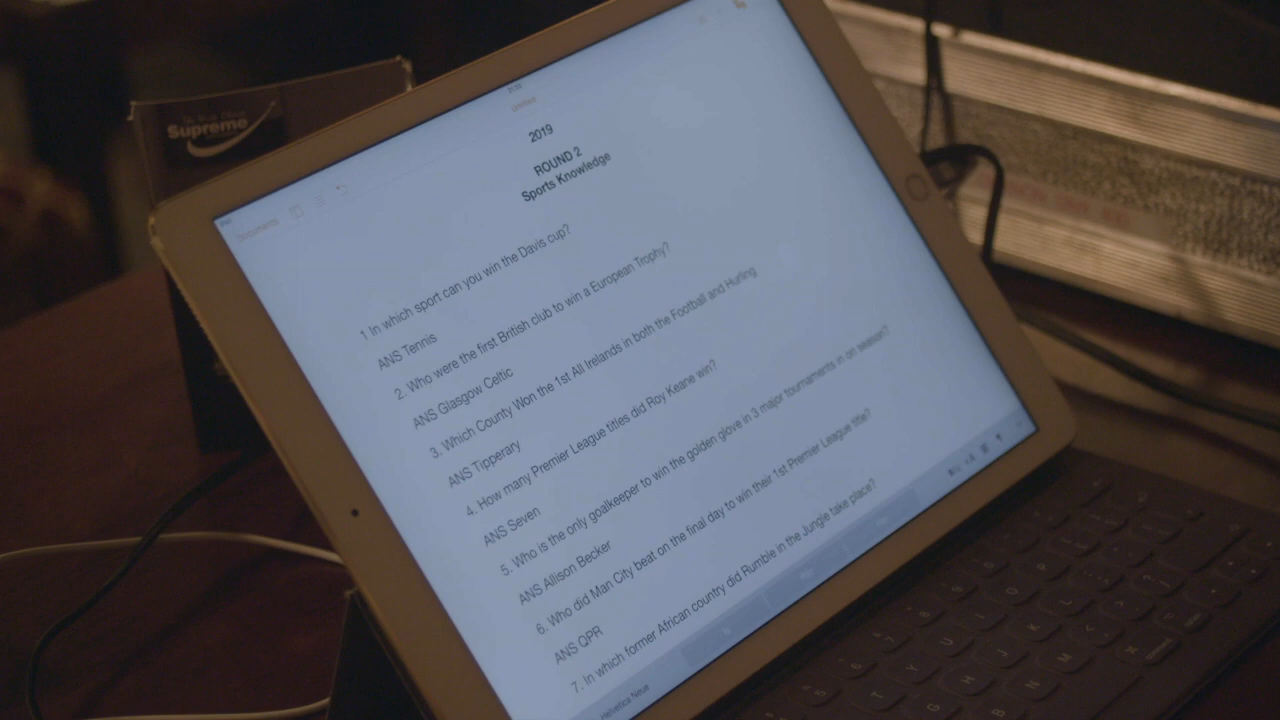 Supreme
21:22
Untitled
Documents
2019
ROUND 2
Sports Knowledge
1 In which sport can you win the Davis cup?
ANS Tennis
2. Who were the first British club to win a European Trophy?
ANS Glasgow Celtic
3. Which County Won the 1st All Irelands in both the Football and Hurling
ANS Tipperary
4. How many Premier League titles did Roy Keane win?
ANS Seven
5. Who is the only goalkeeper to win the golden glove in 3 major tournaments in on season?
ANS Allison Becker
6. Who did Man City beat on the final day to win their 1st Premier League title?
ANS QPR
7. In which former African country did Rumble in the Jungle take place?
Helvetica Neue